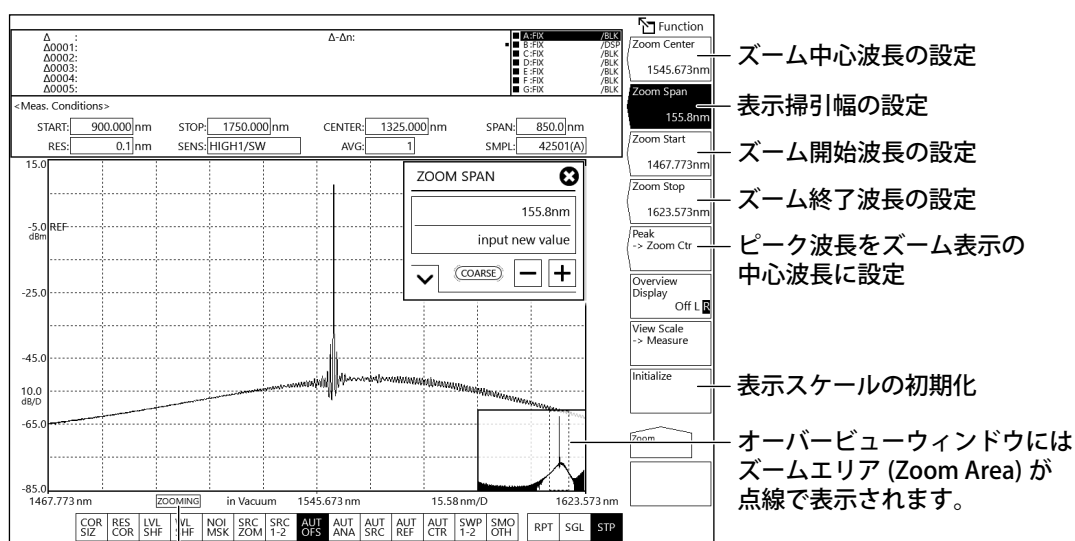 Function
Δ :
Δ0001:
Δ0002:
Δ0003:
Δ0004:
Δ0005:
Δ-Δn:
A:FIX /BLK
B:FIX /DSP
C:FIX /BLK
D:FIX /BLK
E:FIX /BLK
F:FIX /BLK
G:FIX /BLK
<Meas. Conditions>
START: 900.000 nm STOP: 1750.000 nm CENTER: 1325.000 nm SPAN: 850.0 nm
RES: 0.1 nm SENS: HIGH1/SW AVG: 1 SMPL: 42501(A)
15.0
-5.0 REF
dBm
-25.0
-45.0
10.0
dB/D
-65.0
-85.0
ZOOM SPAN
155.8nm
input new value
COARSE
1467.773 nm ZOOMING in Vacuum 1545.673 nm 15.58 nm/D 1623.573 nm
COR SIZ
RES COR
LVL SHF
SHF
NOI MSK
SRC ZOM
SRC 1-2
AUT OFS
AUT ANA
AUT SRC
AUT REF
AUT CTR
SWP 1-2
SMO OTH
RPT
SGL
STP
Zoom Center
1545.673nm
Zoom Span
155.8nm
Zoom Start
1467.773nm
Zoom Stop
1623.573nm
Peak
-> Zoom Ctr
Overview
Display
Off L R
View Scale
-> Measure
Initialize
Zoom
ズーム中心波長の設定
表示掃引幅の設定
ズーム開始波長の設定
ズーム終了波長の設定
ピーク波長をズーム表示の
中心波長に設定
表示スケールの初期化
オーバービューウィンドウには
ズームエリア (Zoom Area) が
点線で表示されます。